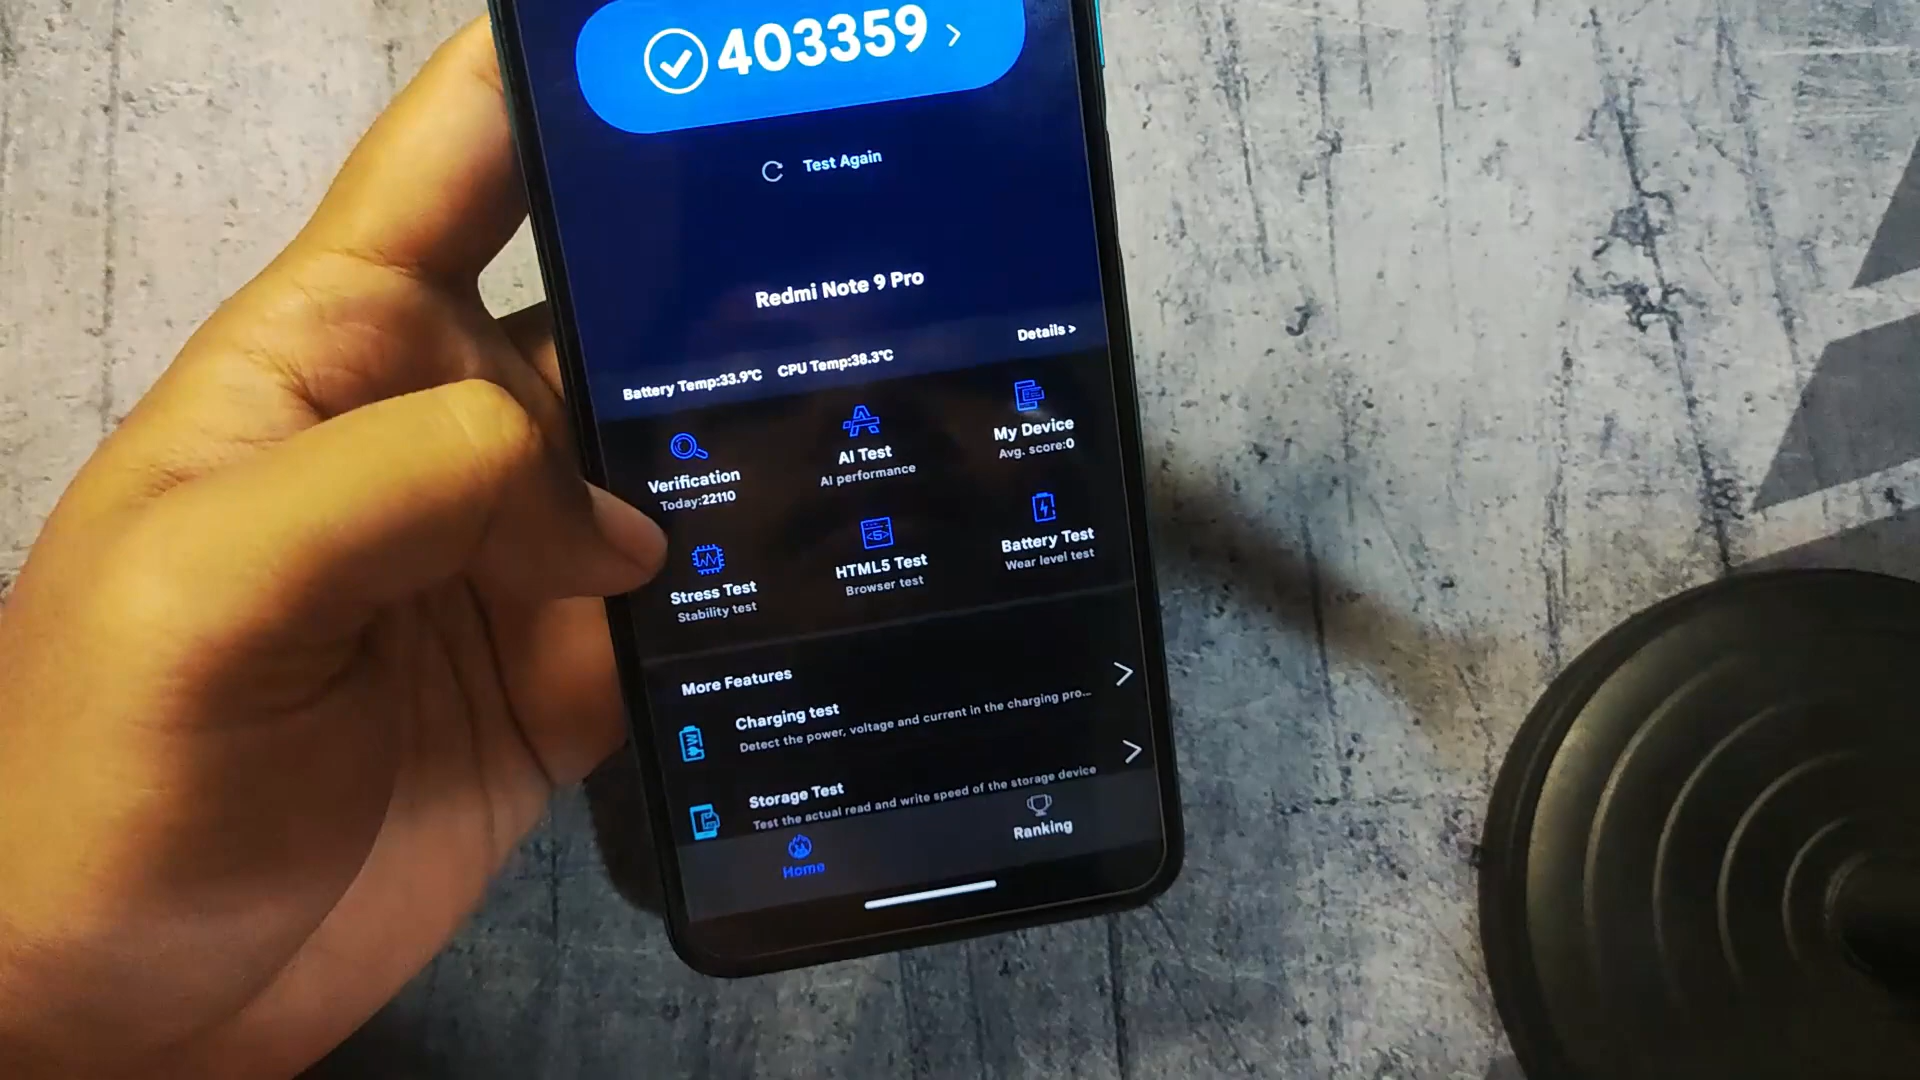 403359
Test Again
Redmi Note 9 Pro
Details >
Battery Temp:33.9℃ CPU Temp:38.3℃
Verification
Today:22110
AI Test
AI performance
My Device
Avg. score:0
Stress Test
Stability test
HTML5 Test
Browser test
Battery Test
Wear level test
More Features
Charging test
Detect the power, voltage and current in the charging pro...
Storage Test
Test the actual read and write speed of the storage device
Home
Ranking